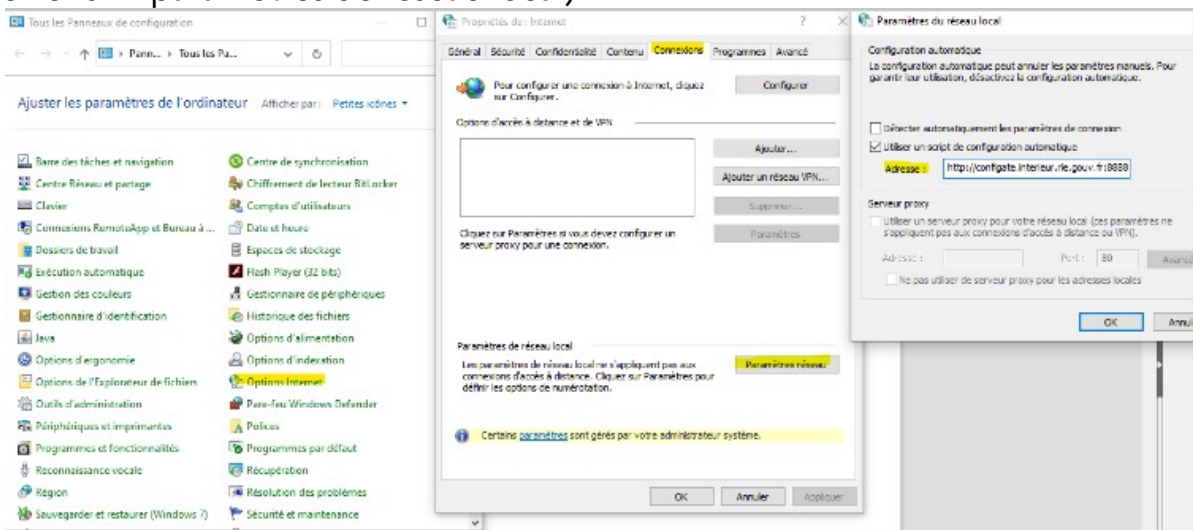 Tous les Panneaux de configuration
Pann... > Tous les Pa...
Ajuster les paramètres de l'ordinateur
Afficher par : Petites icônes
Barre des tâches et navigation
Centre Réseau et partage
Clavier
Connexions RemoteApp et Bureau à ...
Dossiers de travail
Exécution automatique
Gestion des couleurs
Gestionnaire d'identification
Java
Options d'ergonomie
Options de l'Explorateur de fichiers
Outils d'administration
Périphériques et imprimantes
Programmes et fonctionnalités
Reconnaissance vocale
Région
Sauvegarder et restaurer (Windows 7)
Centre de synchronisation
Chiffrement de lecteur BitLocker
Comptes d'utilisateurs
Date et heure
Espaces de stockage
Flash Player (32 bits)
Gestionnaire de périphériques
Historique des fichiers
Options d'alimentation
Options d'indexation
Options Internet
Pare-feu Windows Defender
Polices
Programmes par défaut
Récupération
Résolution des problèmes
Sécurité et maintenance
Propriétés de : Internet
Général Sécurité Confidentialité Contenu Connexions Programmes Avancé
Pour configurer une connexion à Internet, cliquez
sur Configurer.
Configurer
Options d'accès à distance et de VPN
Ajouter...
Ajouter un réseau VPN...
Supprimer...
Cliquez sur Paramètres si vous devez configurer un
serveur proxy pour une connexion.
Paramètres
Paramètres de réseau local
Les paramètres de réseau local ne s'appliquent pas aux
connexions d'accès à distance. Cliquez sur Paramètres pour
définir les options de numérotation.
Paramètres réseau
Certains paramètres sont gérés par votre administrateur système.
OK Annuler Appliquer
Paramètres du réseau local
Configuration automatique
La configuration automatique peut annuler les paramètres manuels. Pour
garantir leur utilisation, désactivez la configuration automatique.
Détecter automatiquement les paramètres de connexion
Utiliser un script de configuration automatique
Adresse : http://configate.interieur.rie.gouv.fr:8888
Serveur proxy
Utiliser un serveur proxy pour votre réseau local (ces paramètres ne
s'appliquent pas aux connexions d'accès à distance ou VPN).
Adresse : Port : 80 Avancé
Ne pas utiliser de serveur proxy pour les adresses locales
OK Annul